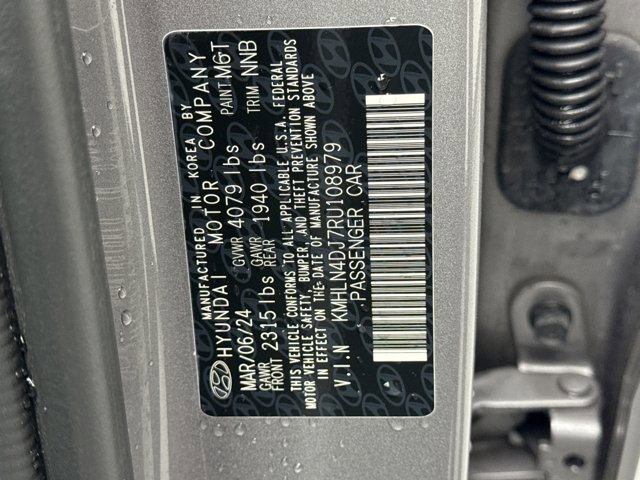 MANUFACTURED IN KOREA BY
HYUNDAI MOTOR COMPANY
MAR/06/24 GVWR 4079 lbs PAINT: M6T
GAWR FRONT 2315 lbs GAWR REAR 1940 lbs TRIM: NNB
THIS VEHICLE CONFORMS TO ALL APPLICABLE U.S.A. FEDERAL
MOTOR VEHICLE SAFETY, BUMPER, AND THEFT PREVENTION STANDARDS
IN EFFECT ON THE DATE OF MANUFACTURE SHOWN ABOVE
V.I.N KMHLN4DJ7RU108979
PASSENGER CAR